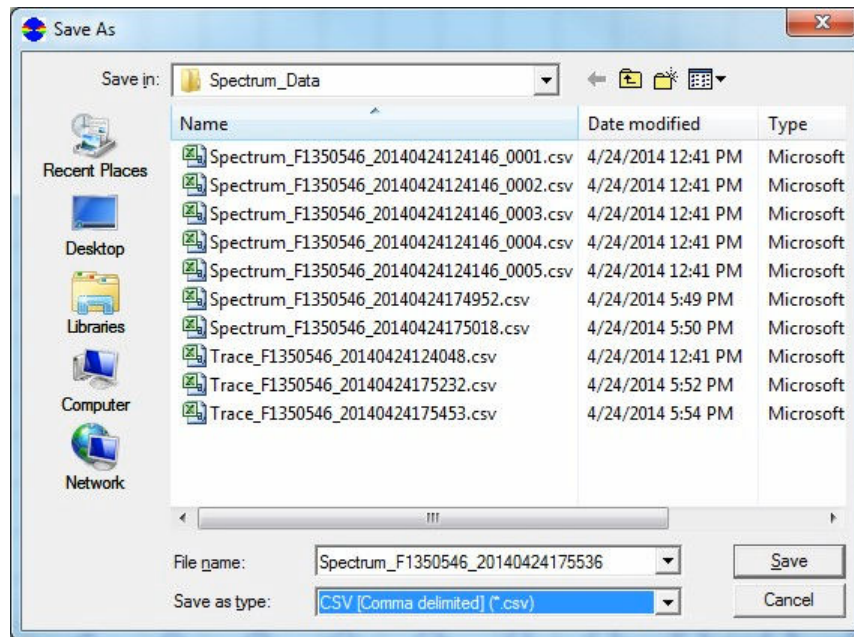 Save As
Save in: Spectrum_Data
Name Date modified Type
Spectrum_F1350546_20140424124146_0001.csv 4/24/2014 12:41 PM Microsoft
Spectrum_F1350546_20140424124146_0002.csv 4/24/2014 12:41 PM Microsoft
Spectrum_F1350546_20140424124146_0003.csv 4/24/2014 12:41 PM Microsoft
Spectrum_F1350546_20140424124146_0004.csv 4/24/2014 12:41 PM Microsoft
Spectrum_F1350546_20140424124146_0005.csv 4/24/2014 12:41 PM Microsoft
Spectrum_F1350546_20140424174952.csv 4/24/2014 5:49 PM Microsoft
Spectrum_F1350546_20140424175018.csv 4/24/2014 5:50 PM Microsoft
Trace_F1350546_20140424124048.csv 4/24/2014 12:41 PM Microsoft
Trace_F1350546_20140424175232.csv 4/24/2014 5:52 PM Microsoft
Trace_F1350546_20140424175453.csv 4/24/2014 5:54 PM Microsoft
Recent Places
Desktop
Libraries
Computer
Network
File name: Spectrum_F1350546_20140424175536 Save
Save as type: CSV [Comma delimited] (*.csv) Cancel